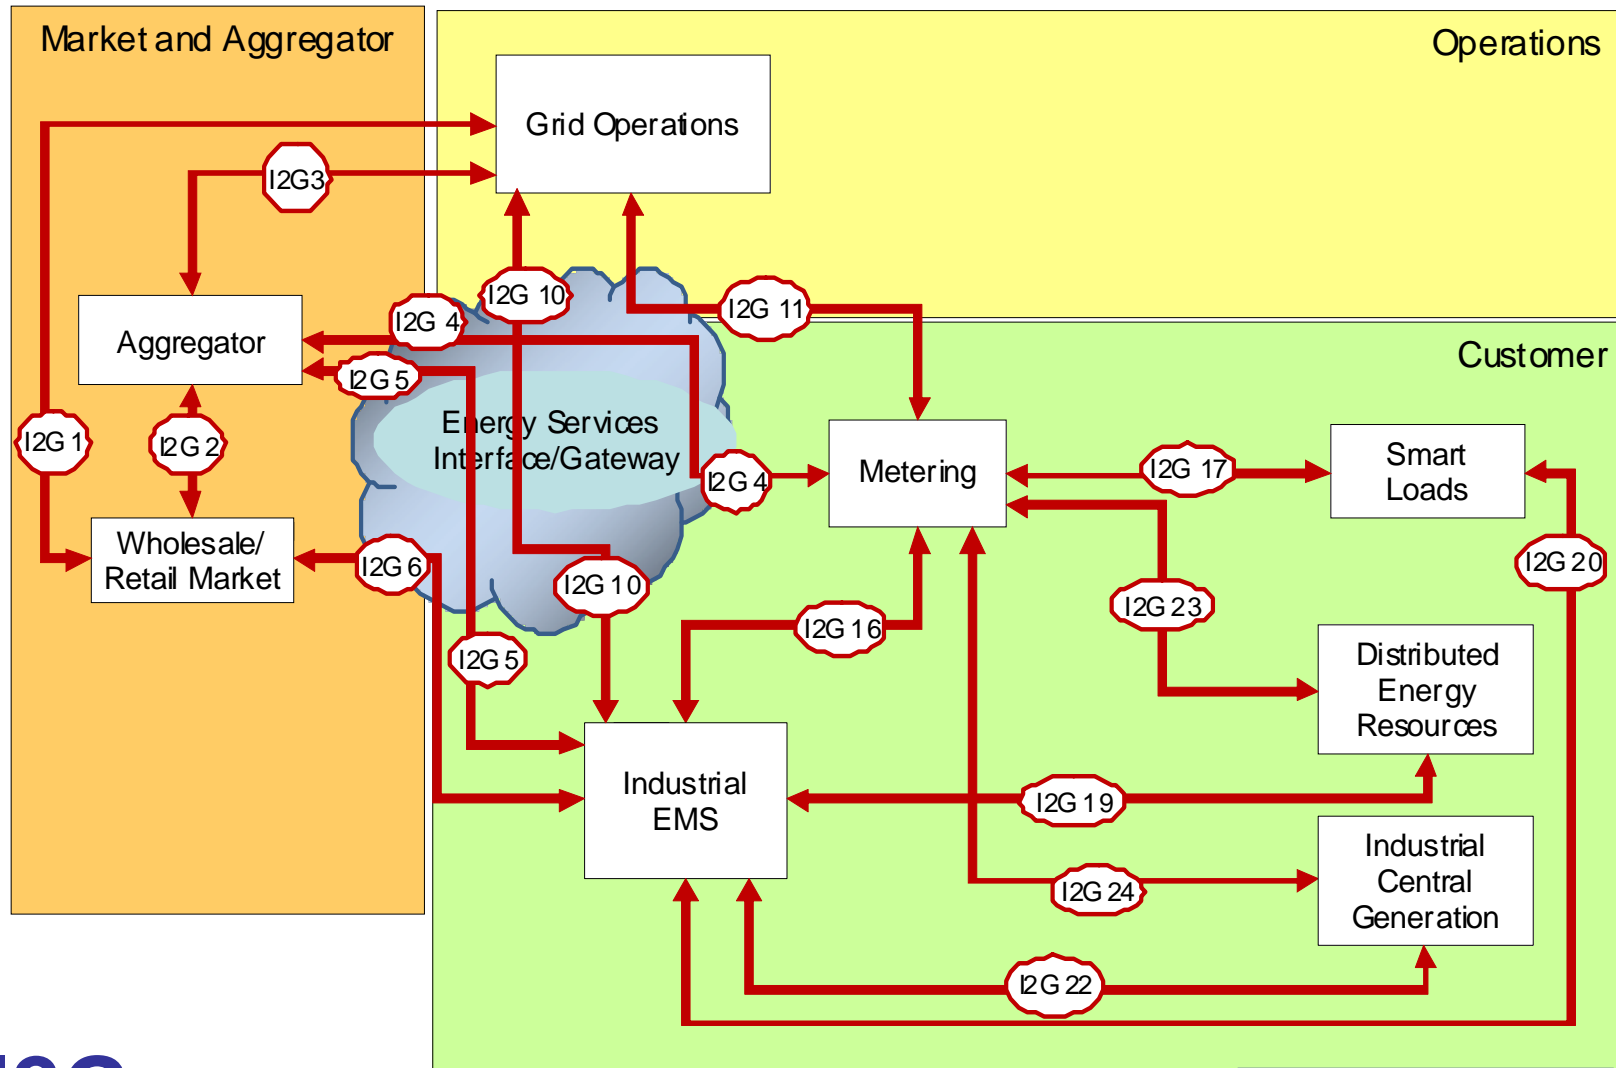 Market and Aggregator
Operations
Grid Operations
I2G3
I2G 10
I2G 11
I2G 4
Aggregator
Customer
I2G 5
Energy Services
Interface/Gateway
I2G 1
I2G 2
I2G 4
Metering
I2G 17
Smart
Loads
Wholesale/
Retail Market
I2G 6
I2G 10
I2G 20
I2G 23
I2G 16
I2G 5
Distributed
Energy
Resources
Industrial
EMS
I2G 19
Industrial
Central
Generation
I2G 24
I2G 22